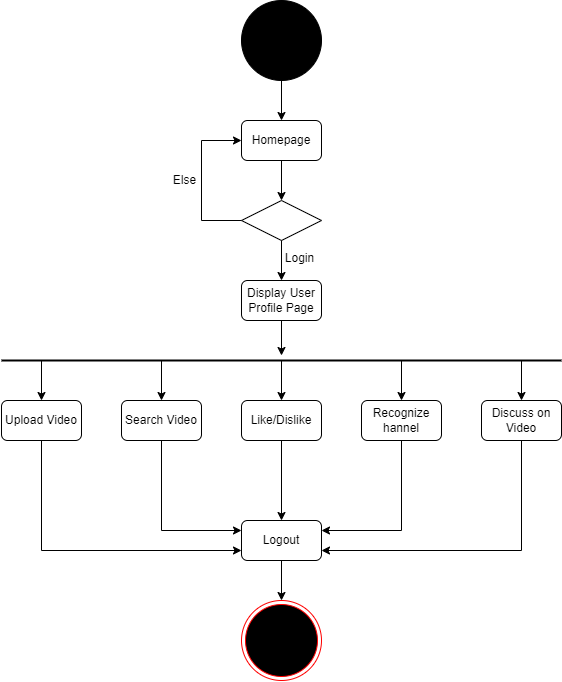 Homepage
Else
Login
Display User
Profile Page
Upload Video
Search Video
Like/Dislike
Recognize
hannel
Discuss on
Video
Logout